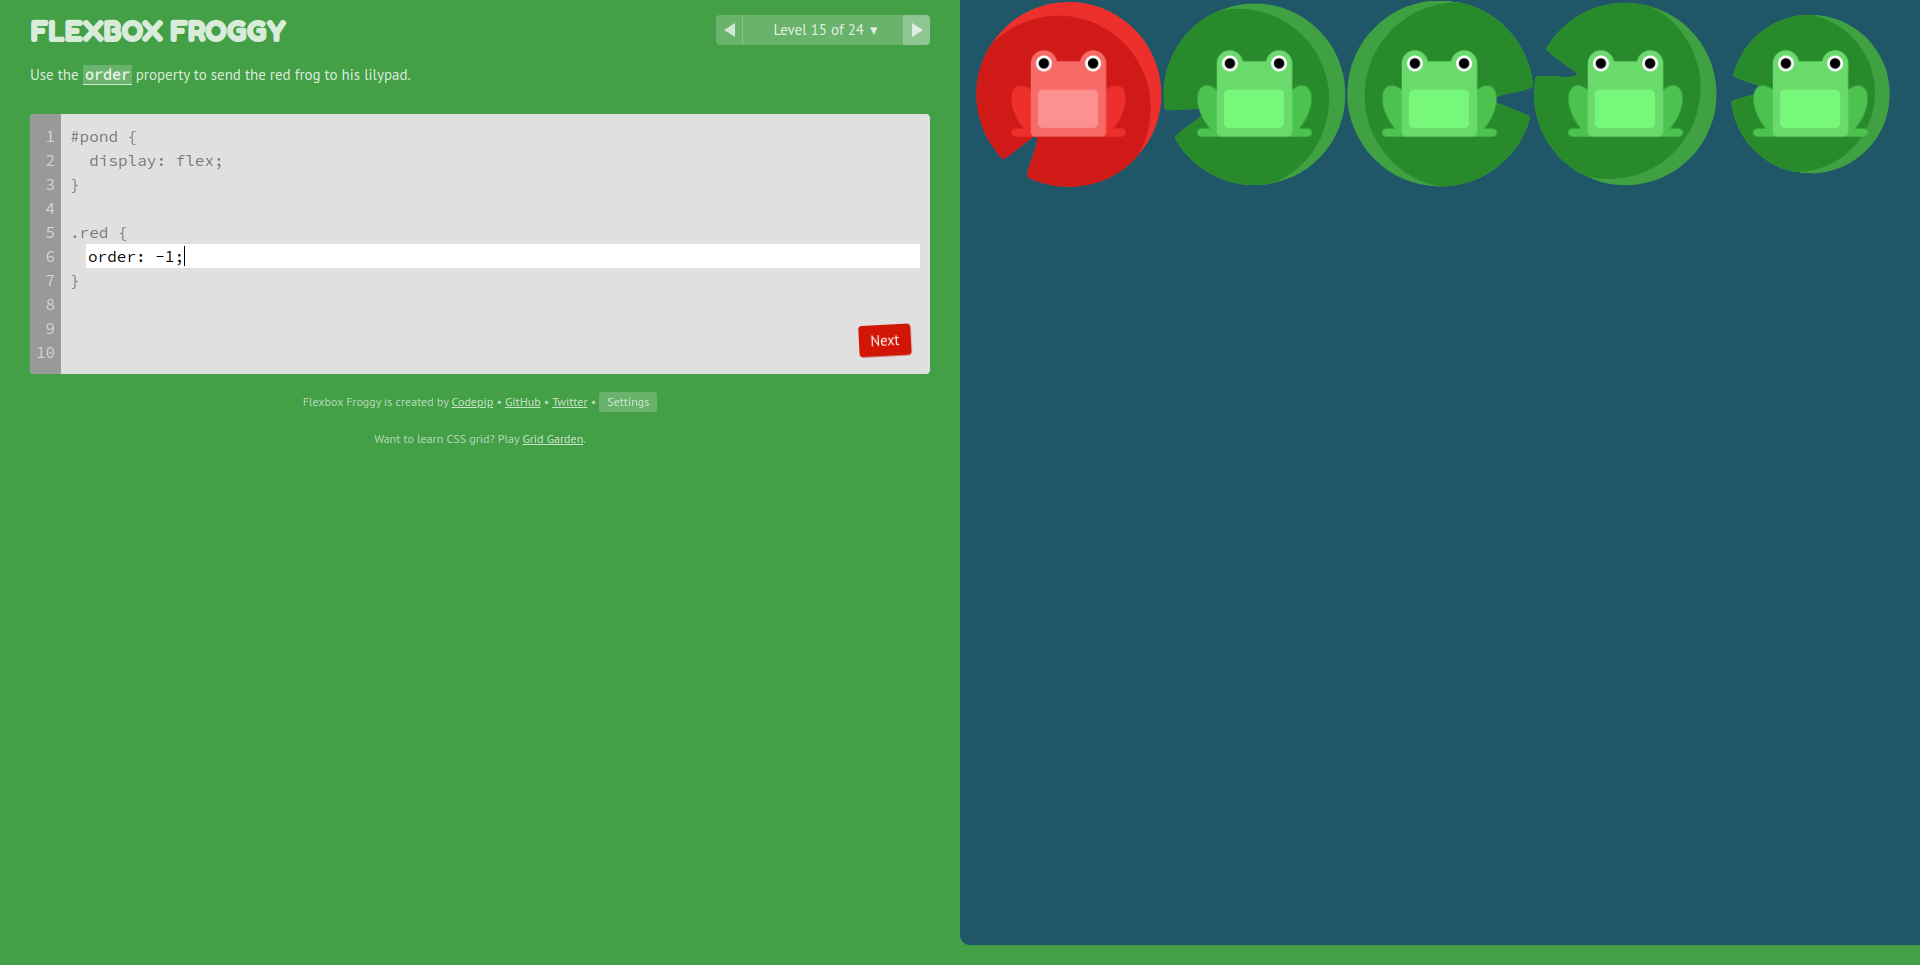 FLEXBOX FROGGY
◀ Level 15 of 24 ▾ ▶
Use the order property to send the red frog to his lilypad.
1 #pond {
2   display: flex;
3 }
4
5 .red {
6   order: -1;
7 }
8
9
10
Next
Flexbox Froggy is created by Codepip • GitHub • Twitter • Settings
Want to learn CSS grid? Play Grid Garden.